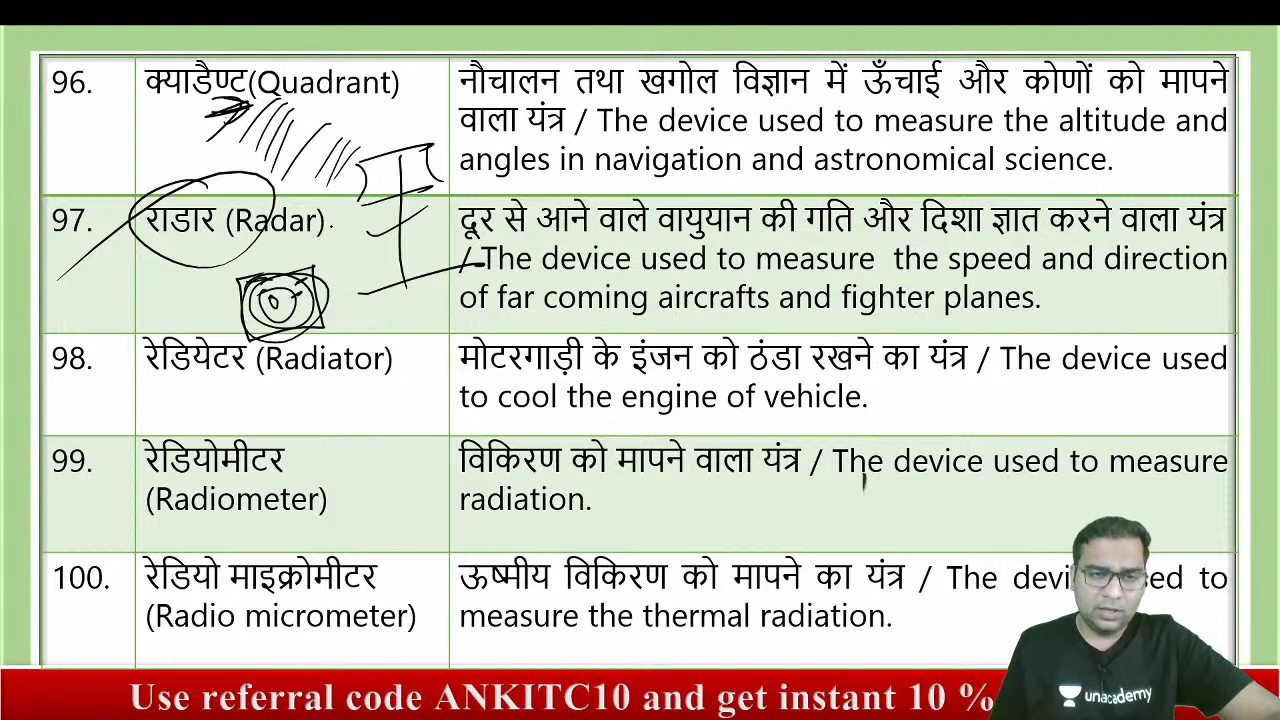 96. क्याडैण्ट(Quadrant) नौचालन तथा खगोल विज्ञान में ऊँचाई और कोणों को मापने
वाला यंत्र / The device used to measure the altitude and
angles in navigation and astronomical science.
97. राडार (Radar). दूर से आने वाले वायुयान की गति और दिशा ज्ञात करने वाला यंत्र
/ The device used to measure the speed and direction
of far coming aircrafts and fighter planes.
98. रेडियेटर (Radiator) मोटरगाड़ी के इंजन को ठंडा रखने का यंत्र / The device used
to cool the engine of vehicle.
99. रेडियोमीटर विकिरण को मापने वाला यंत्र / The device used to measure
(Radiometer) radiation.
100. रेडियो माइक्रोमीटर ऊष्मीय विकिरण को मापने का यंत्र / The to
(Radio micrometer) measure the thermal radiation.
unacademy
Use referral code ANKITC10 and get instant 10 %